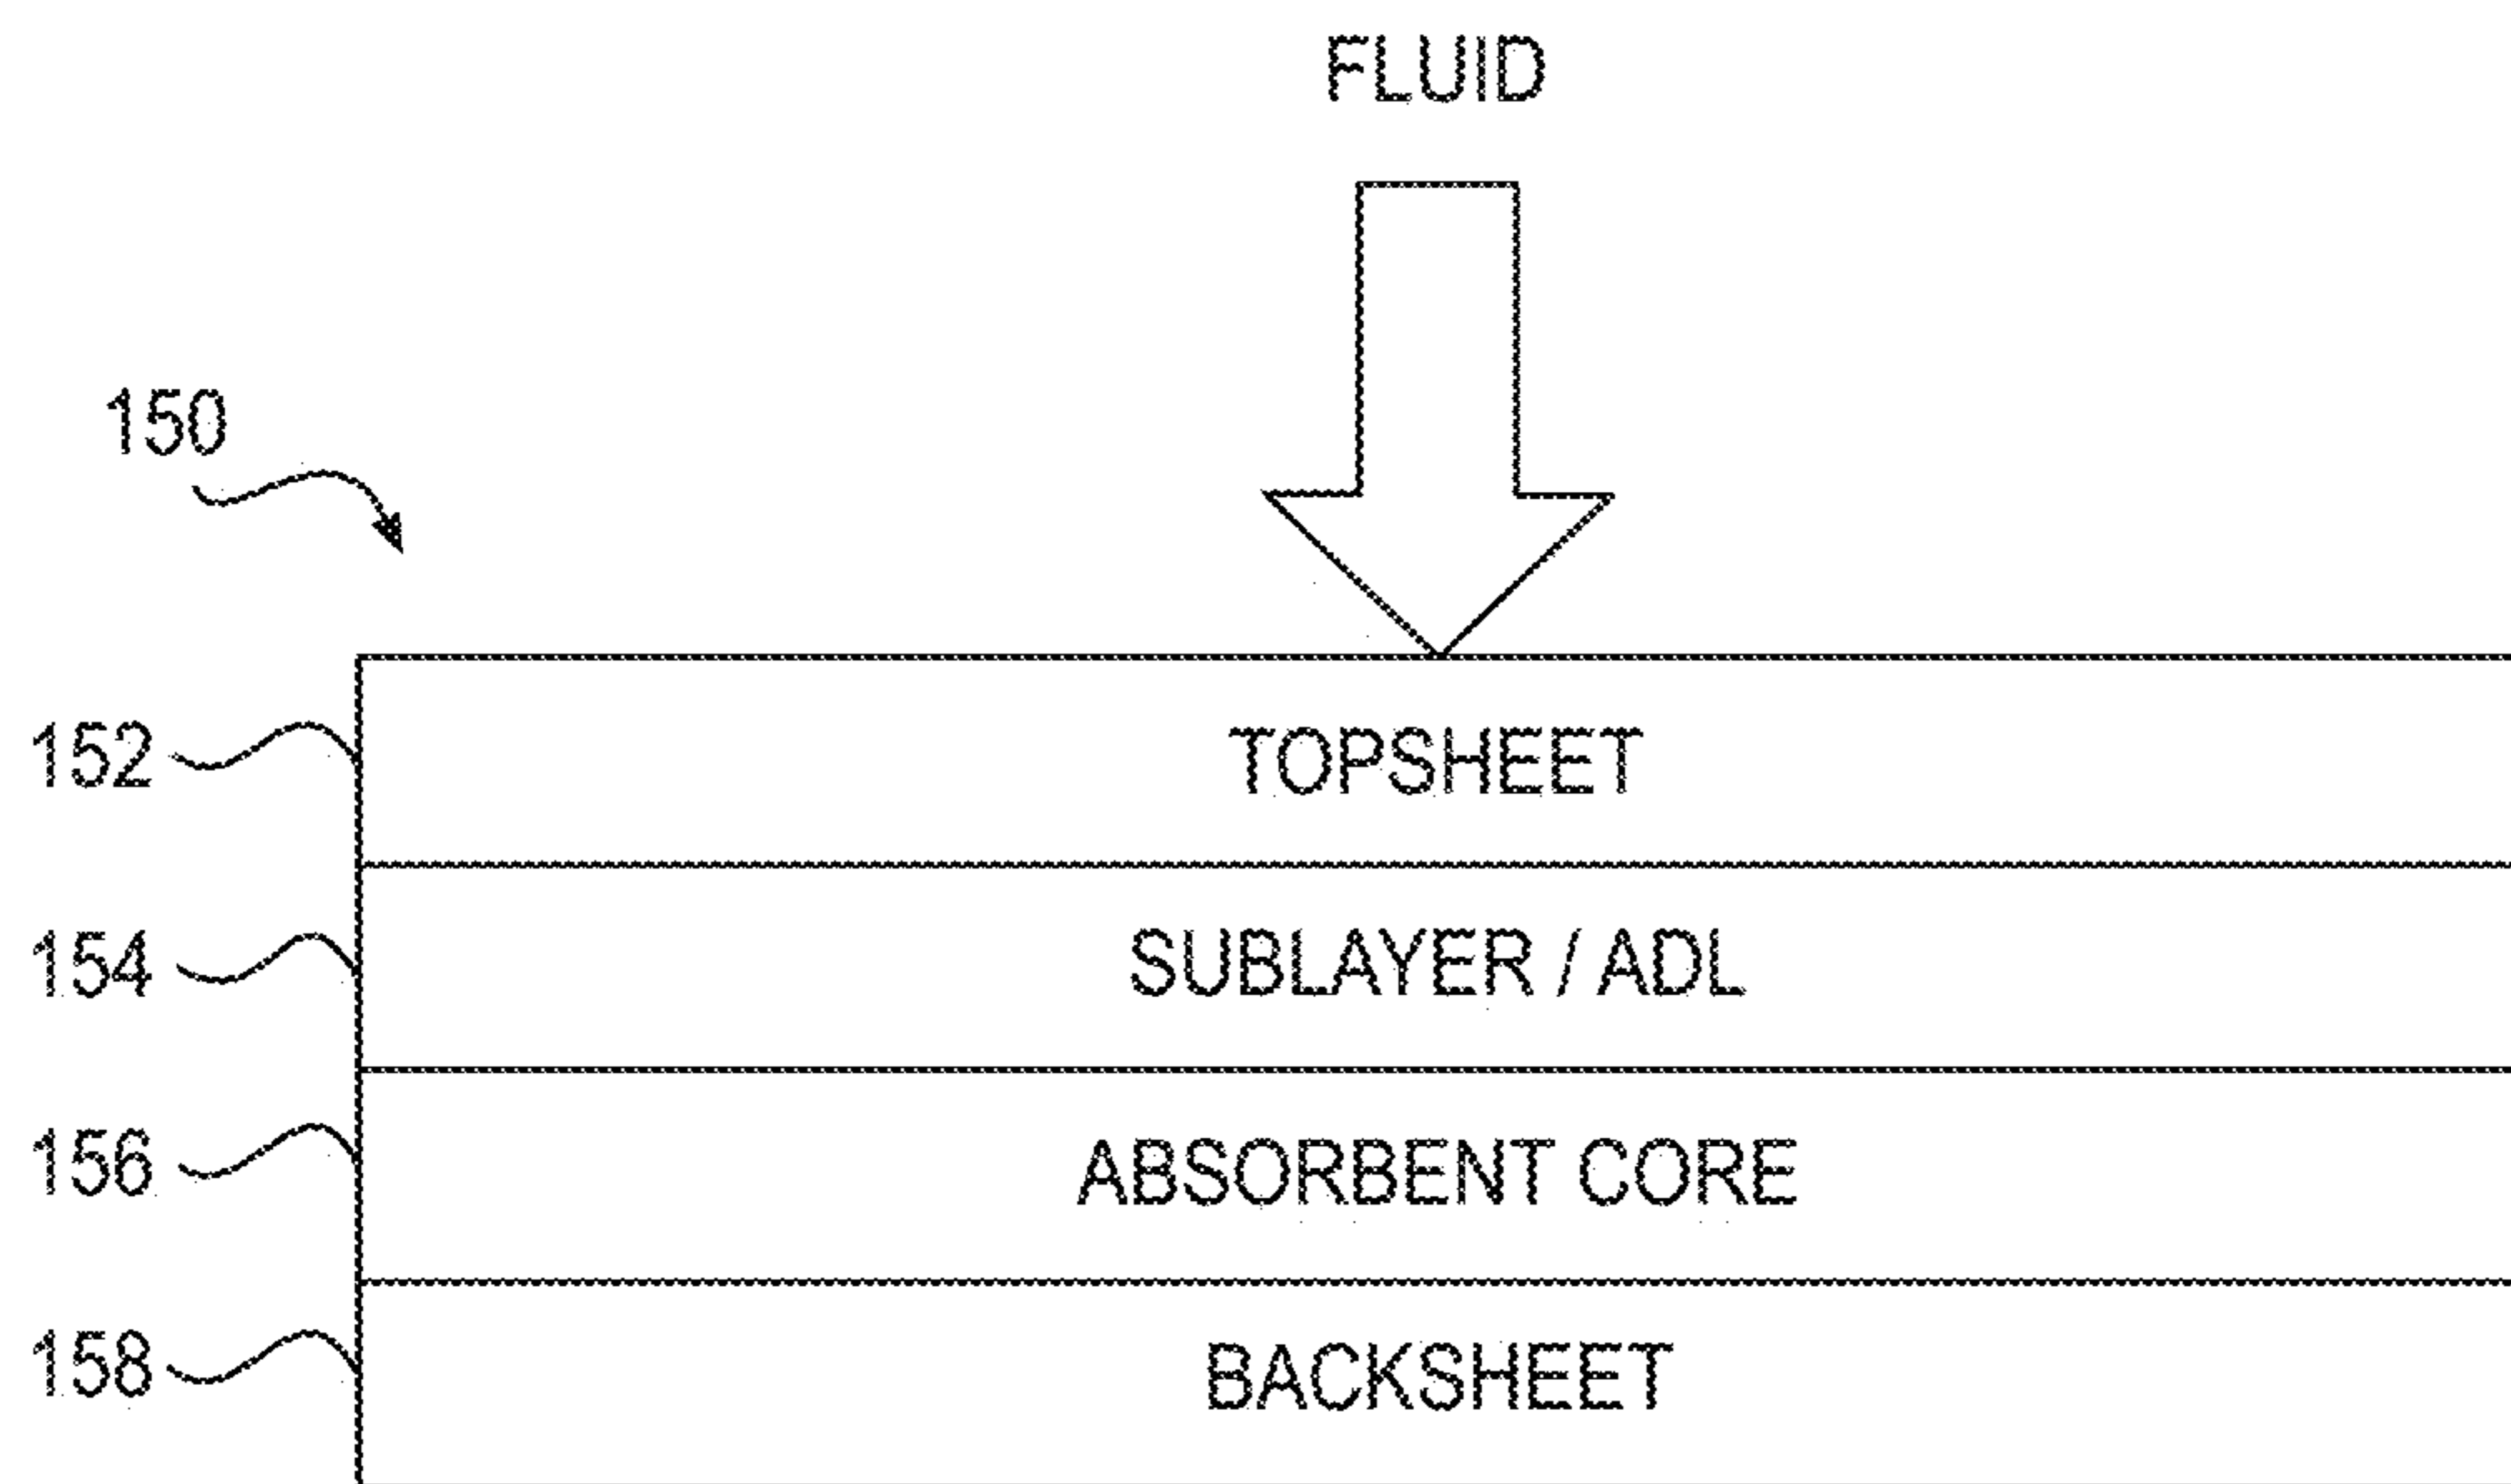 FLUID
150
152
TOPSHEET
154
SUBLAYER / ADL
156
ABSORBENT CORE
158
BACKSHEET